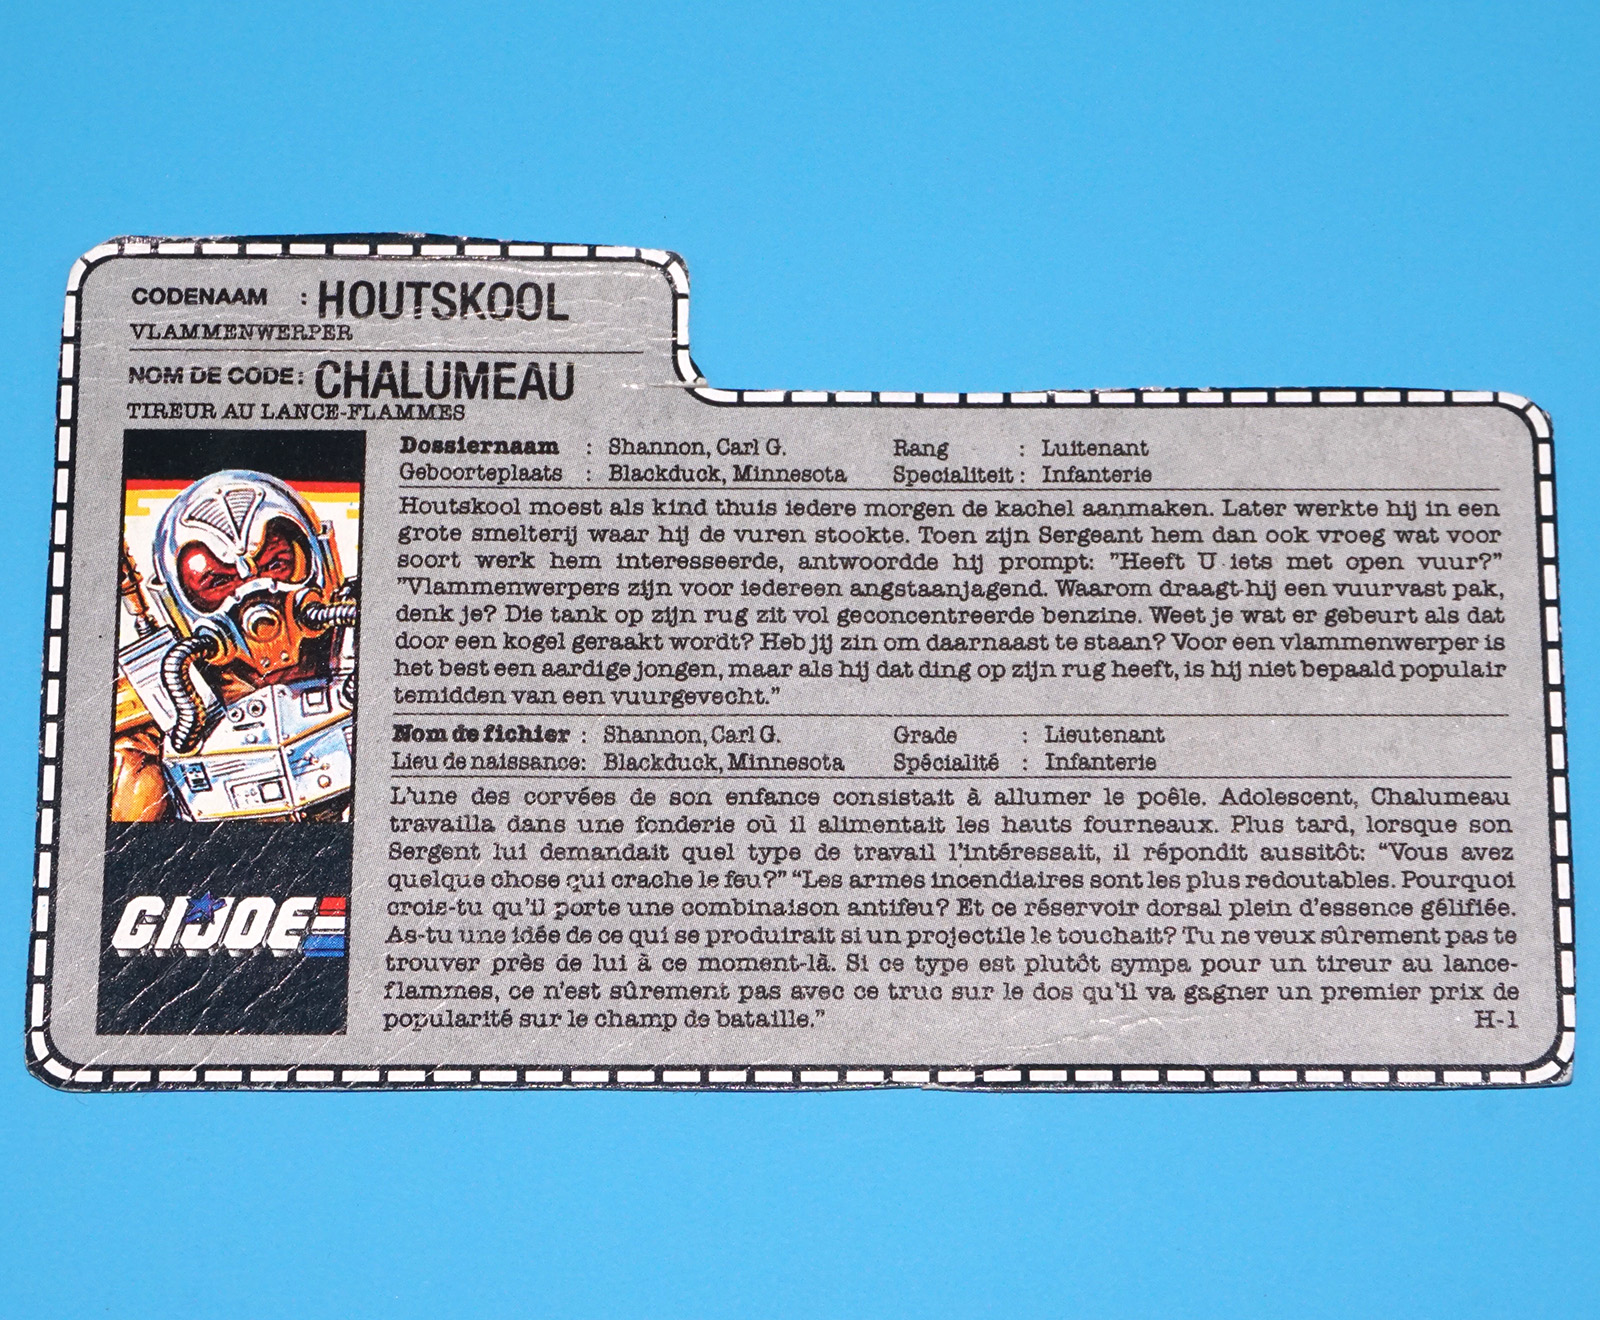 CODENAAM : HOUTSKOOL
VLAMMENWERPER
NOM DE CODE: CHALUMEAU
TIREUR AU LANCE-FLAMMES
Dossiernaam : Shannon, Carl G. Rang : Luitenant
Geboorteplaats : Blackduck, Minnesota Specialiteit : Infanterie
Houtskool moest als kind thuis iedere morgen de kachel aanmaken. Later werkte hij in een
grote smelterij waar hij de vuren stookte. Toen zijn Sergeant hem dan ook vroeg wat voor
soort werk hem interesseerde, antwoordde hij prompt: "Heeft U iets met open vuur?"
"Vlammenwerpers zijn voor iedereen angstaanjagend. Waarom draagt hij een vuurvast pak,
denk je? Die tank op zijn rug zit vol geconcentreerde benzine. Weet je wat er gebeurt als dat
door een kogel geraakt wordt? Heb jij zin om daarnaast te staan? Voor een vlammenwerper is
het best een aardige jongen, maar als hij dat ding op zijn rug heeft, is hij niet bepaald populair
temidden van een vuurgevecht."
Nom de fichier : Shannon, Carl G. Grade : Lieutenant
Lieu de naissance: Blackduck, Minnesota Spécialité : Infanterie
L'une des corvées de son enfance consistait à allumer le poêle. Adolescent, Chalumeau
travailla dans une fonderie où il alimentait les hauts fourneaux. Plus tard, lorsque son
Sergent lui demandait quel type de travail l'intéressait, il répondit aussitôt: "Vous avez
quelque chose qui crache le feu?" "Les armes incendiaires sont les plus redoutables. Pourquoi
crois-tu qu'il porte une combinaison antifeu? Et ce réservoir dorsal plein d'essence gélifiée.
As-tu une idée de ce qui se produirait si un projectile le touchait? Tu ne veux sûrement pas te
trouver près de lui à ce moment-là. Si ce type est plutôt sympa pour un tireur au lance-
flammes, ce n'est sûrement pas avec ce truc sur le dos qu'il va gagner un premier prix de
popularité sur le champ de bataille."
H-1
GI JOE